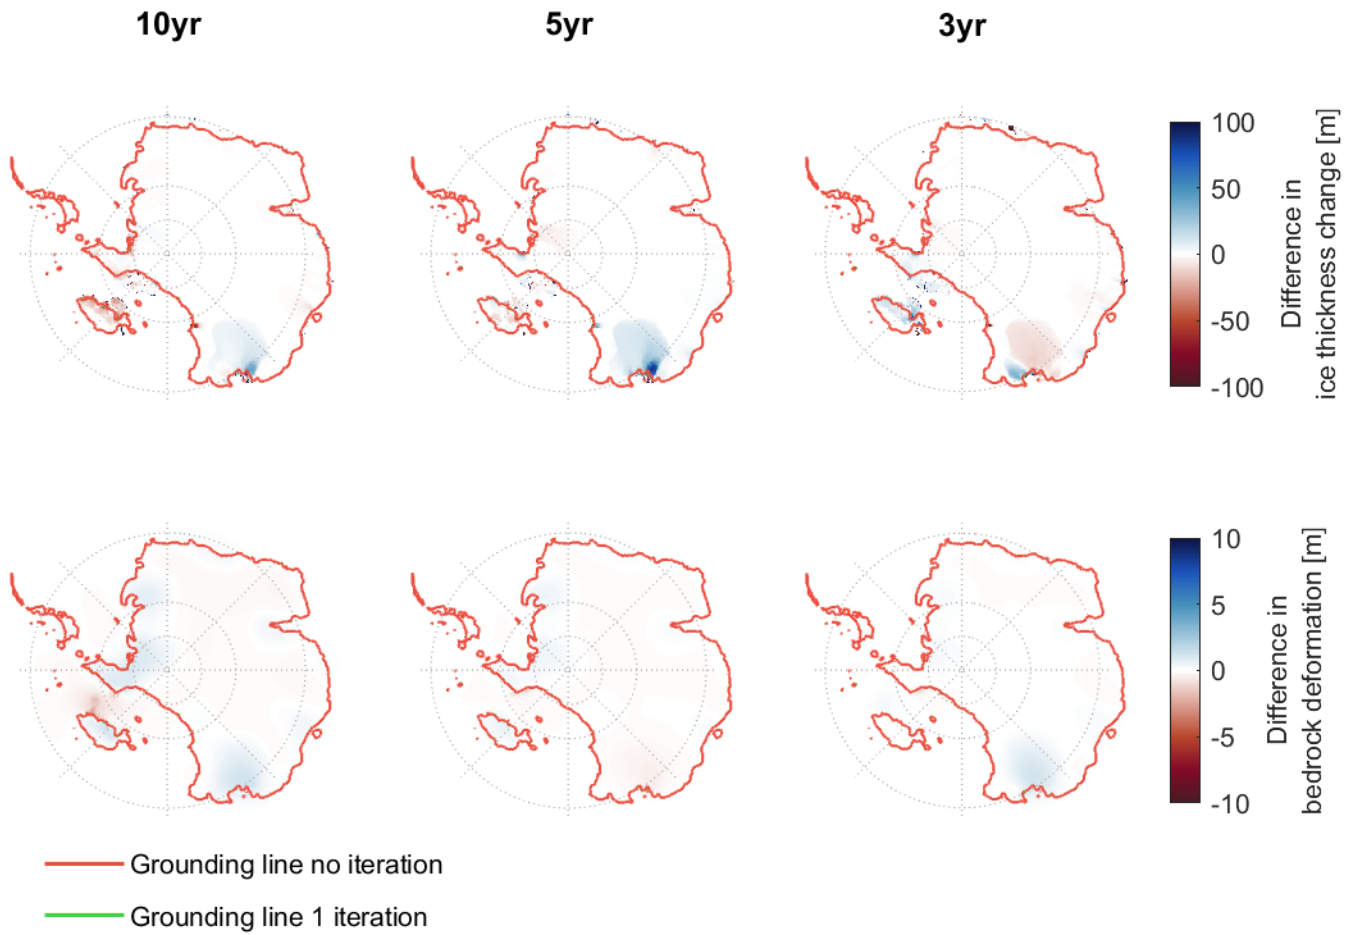 10yr 5yr 3yr
100
50
0
-50
-100
Difference in
ice thickness change [m]
10
5
0
-5
-10
Difference in
bedrock deformation [m]
Grounding line no iteration
Grounding line 1 iteration